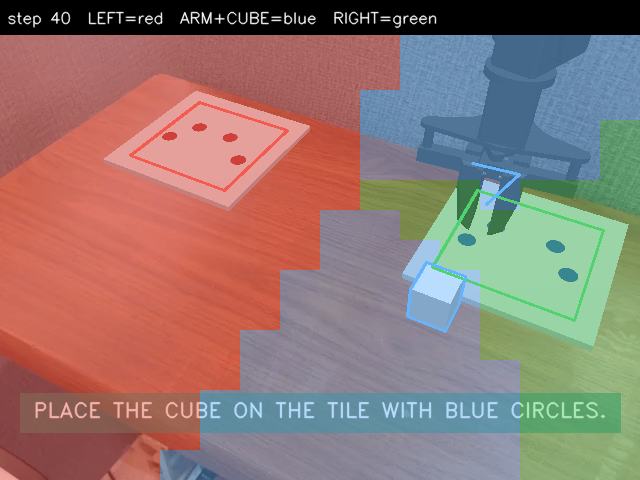 step 40 LEFT=red ARM+CUBE=blue RIGHT=green
PLACE THE CUBE ON THE TILE WITH BLUE CIRCLES.